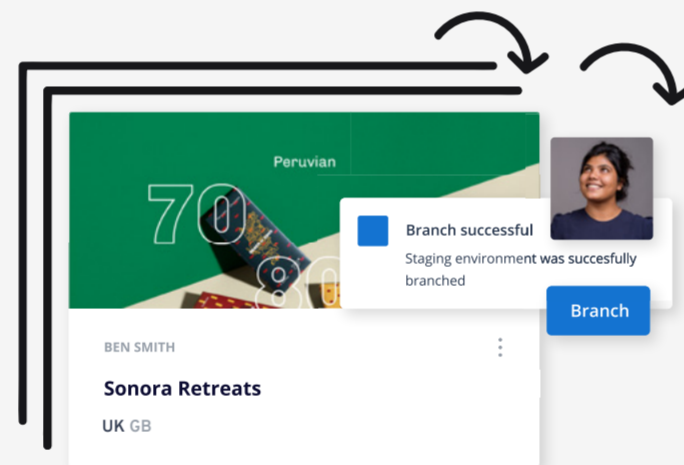 Peruvian
70
80
Branch successful
Staging environment was succesfully
branched
Branch
BEN SMITH
Sonora Retreats
UK GB